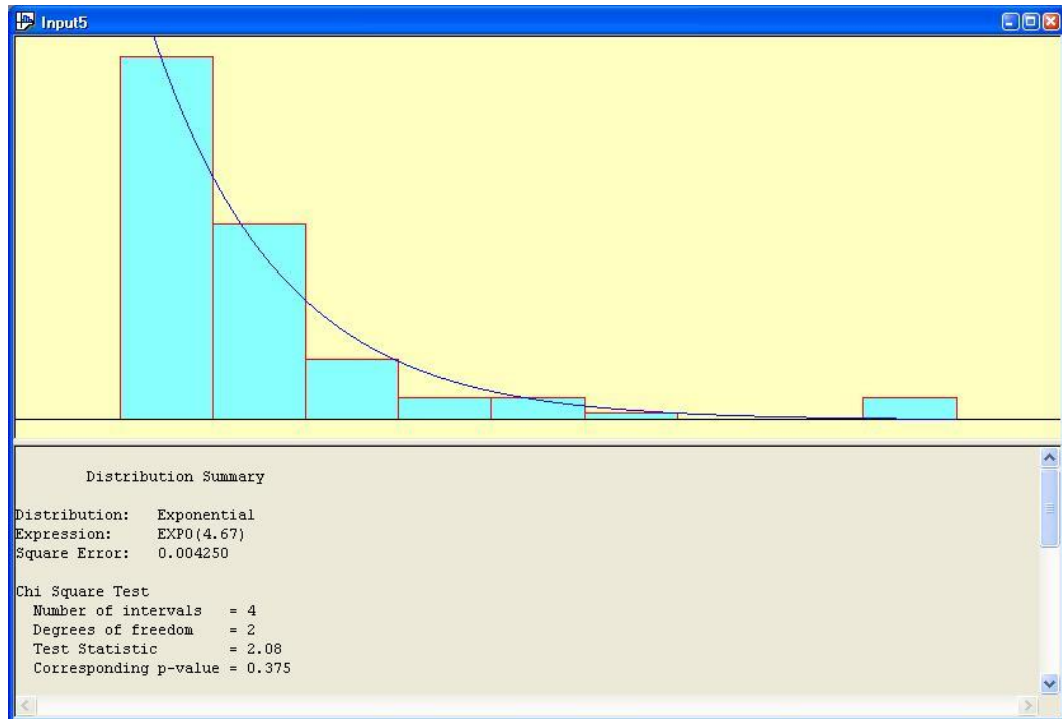 Input5
Distribution Summary
Distribution: Exponential
Expression: EXPO(4.67)
Square Error: 0.004250
Chi Square Test
Number of intervals = 4
Degrees of freedom = 2
Test Statistic = 2.08
Corresponding p-value = 0.375